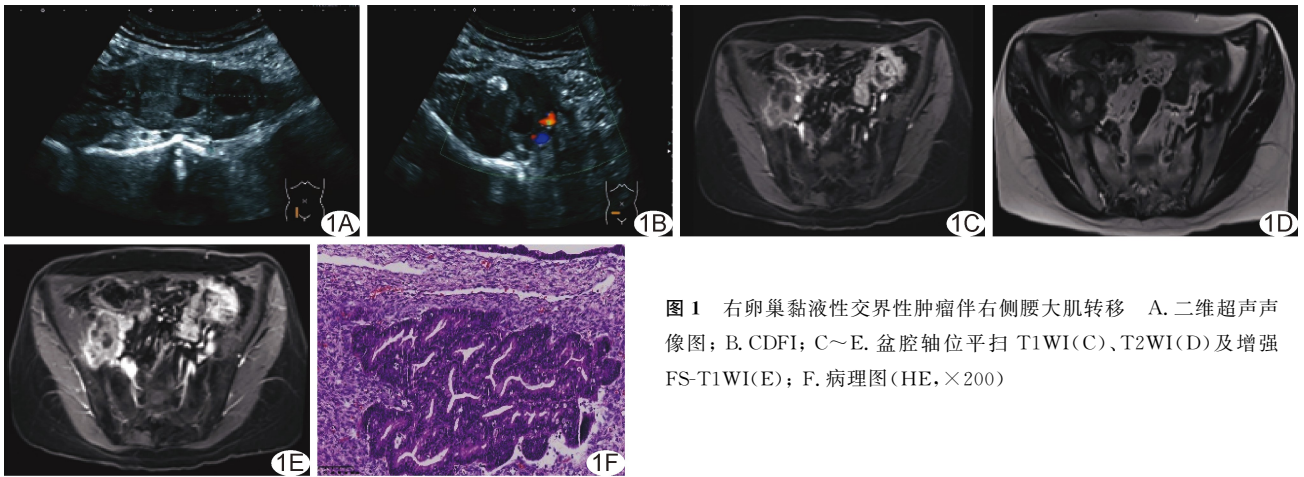 1A
1B
1C
1D
1E
1F
图1 右卵巢黏液性交界性肿瘤伴右侧腰大肌转移 A.二维超声声
像图；B.CDFI；C～E.盆腔轴位平扫 T1WI(C)、T2WI(D)及增强
FS-T1WI(E)；F.病理图(HE，×200)